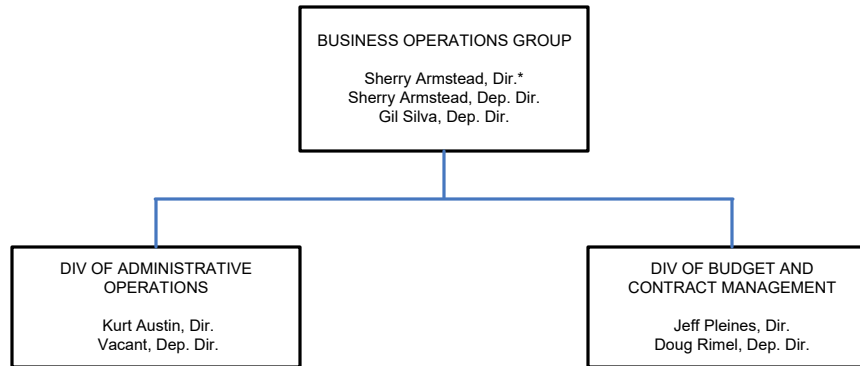 BUSINESS OPERATIONS GROUP
Sherry Armstead, Dir.*
Sherry Armstead, Dep. Dir.
Gil Silva, Dep. Dir.
DIV OF ADMINISTRATIVE
OPERATIONS
Kurt Austin, Dir.
Vacant, Dep. Dir.
DIV OF BUDGET AND
CONTRACT MANAGEMENT
Jeff Pleines, Dir.
Doug Rimel, Dep. Dir.